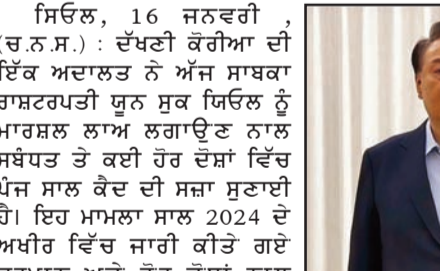 ਸਿਓਲ, 16 ਜਨਵਰੀ ,
(ਚ.ਨ.ਸ.) : ਦੱਖਣੀ ਕੋਰੀਆ ਦੀ
ਇੱਕ ਅਦਾਲਤ ਨੇ ਅੱਜ ਸਾਬਕਾ
ਰਾਸ਼ਟਰਪਤੀ ਯੂਨ ਸੁਕ ਯਿਓਲ ਨੂੰ
ਮਾਰਸ਼ਲ ਲਾਅ ਲਗਾਉਣ ਨਾਲ
ਸਬੰਧਤ ਤੇ ਕਈ ਹੋਰ ਦੋਸ਼ਾਂ ਵਿੱਚ
ਪੰਜ ਸਾਲ ਕੈਦ ਦੀ ਸਜ਼ਾ ਸੁਣਾਈ
ਹੈ। ਇਹ ਮਾਮਲਾ ਸਾਲ 2024 ਦੇ
ਅਖੀਰ ਵਿੱਚ ਜਾਰੀ ਕੀਤੇ ਗਏ